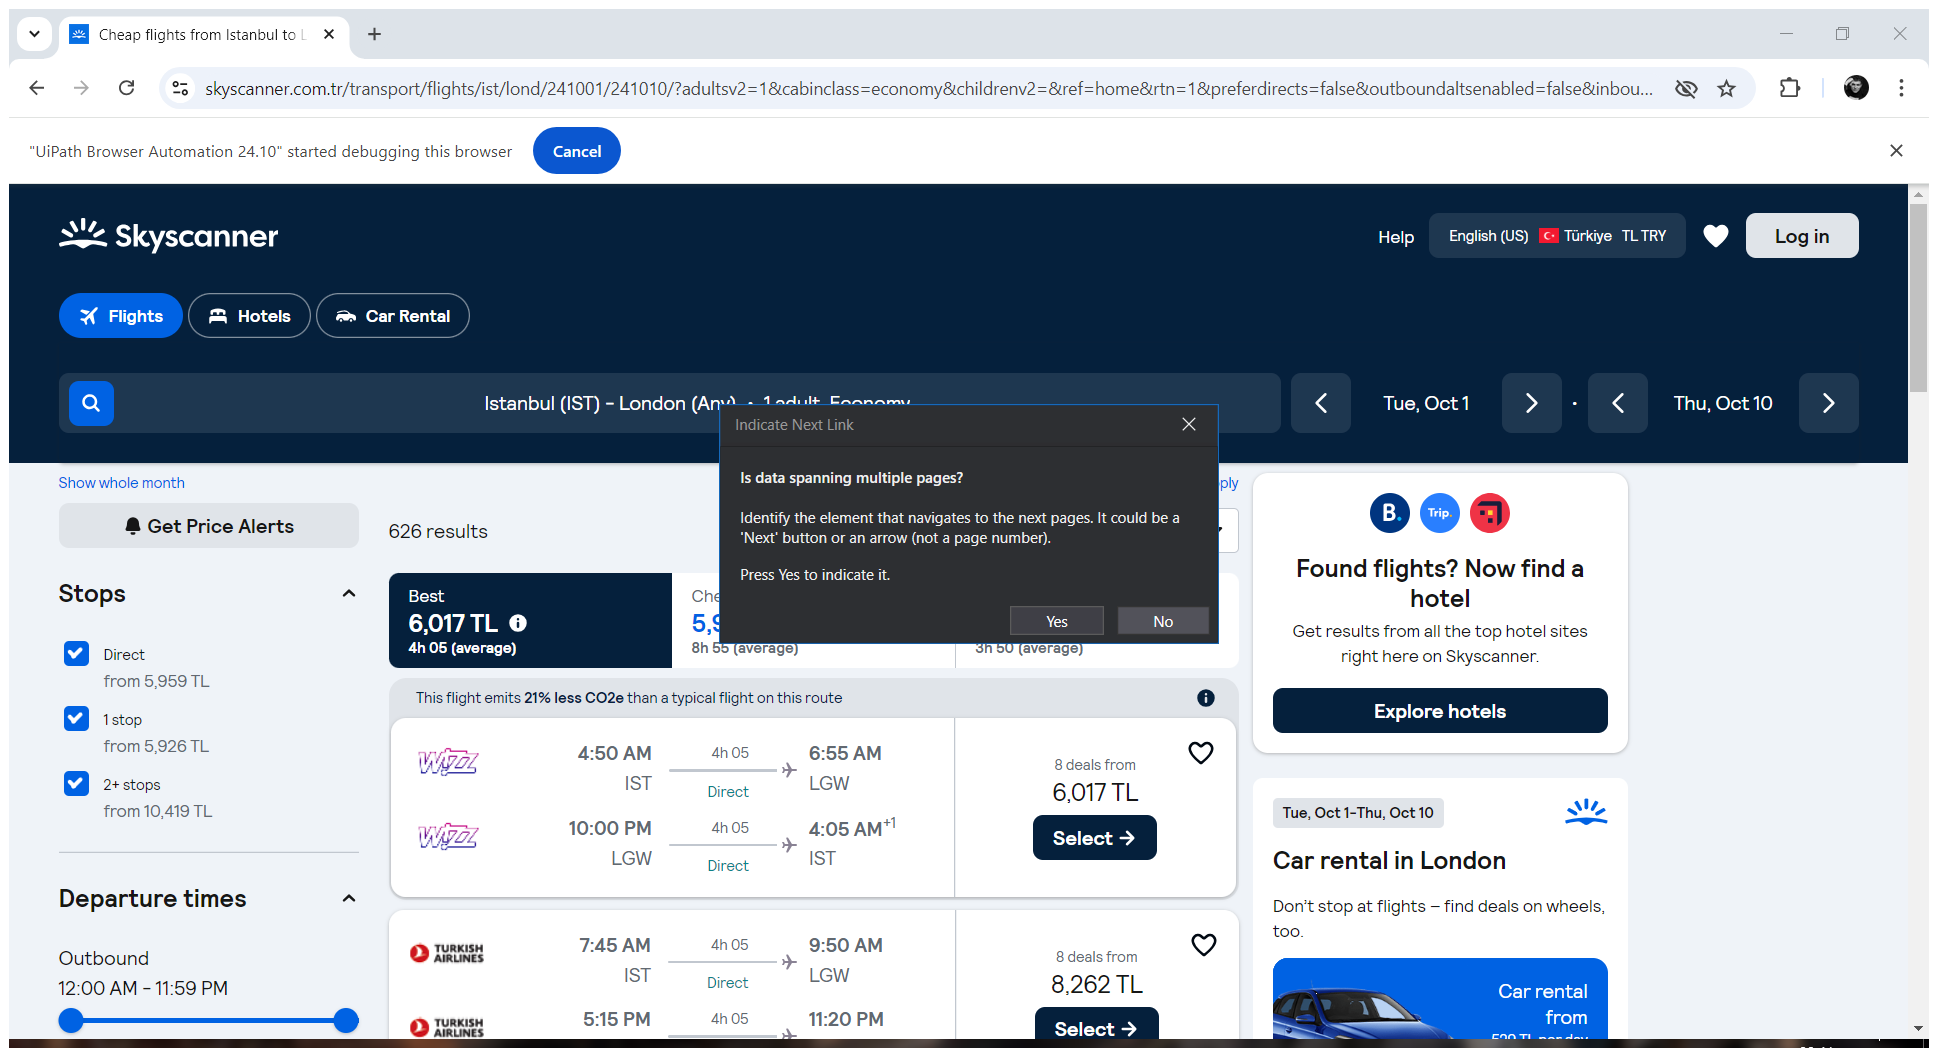 Cheap flights from Istanbul to L
skyscanner.com.tr/transport/flights/ist/lond/241001/241010/?adultsv2=1&cabinclass=economy&childrenv2=&ref=home&rtn=1&preferdirects=false&outboundaltsenabled=false&inbou...
"UiPath Browser Automation 24.10" started debugging this browser
Cancel
Skyscanner
Help
English (US) Türkiye TL TRY
Log in
Flights
Hotels
Car Rental
Istanbul (IST) - London (Any) • 1 adult, Economy
Tue, Oct 1
Thu, Oct 10
Indicate Next Link
Is data spanning multiple pages?
Identify the element that navigates to the next pages. It could be a
'Next' button or an arrow (not a page number).
Press Yes to indicate it.
Yes
No
Show whole month
Get Price Alerts
Stops
Direct
from 5,959 TL
1 stop
from 5,926 TL
2+ stops
from 10,419 TL
Departure times
Outbound
12:00 AM - 11:59 PM
626 results
ply
Best
6,017 TL
4h 05 (average)
Che
5,9
8h 55 (average)
3h 50 (average)
This flight emits 21% less CO2e than a typical flight on this route
WIZZ
4:50 AM
IST
4h 05
Direct
6:55 AM
LGW
WIZZ
10:00 PM
LGW
4h 05
Direct
4:05 AM+1
IST
8 deals from
6,017 TL
Select
TURKISH
AIRLINES
7:45 AM
IST
4h 05
Direct
9:50 AM
LGW
TURKISH
AIRLINES
5:15 PM
4h 05
11:20 PM
8 deals from
8,262 TL
Select
B.
Trip.
Found flights? Now find a
hotel
Get results from all the top hotel sites
right here on Skyscanner.
Explore hotels
Tue, Oct 1-Thu, Oct 10
Car rental in London
Don't stop at flights – find deals on wheels,
too.
Car rental
from
529 TL per day